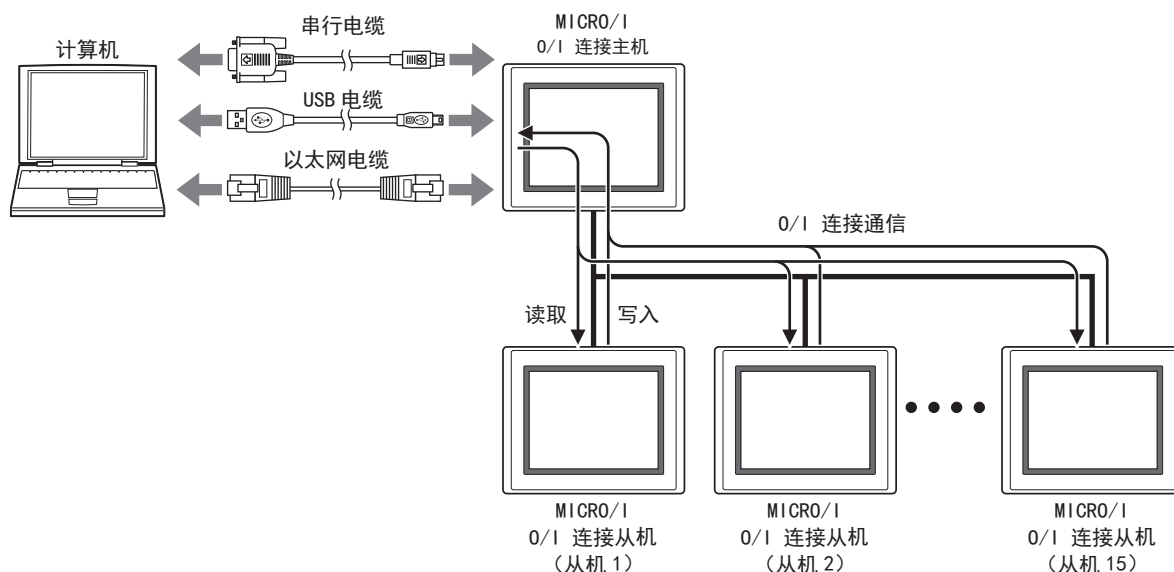 计算机
串行电缆
USB 电缆
以太网电缆
MICRO/I
O/I 连接主机
O/I 连接通信
读取
写入
MICRO/I
O/I 连接从机
（从机 1）
MICRO/I
O/I 连接从机
（从机 2）
MICRO/I
O/I 连接从机
（从机 15）